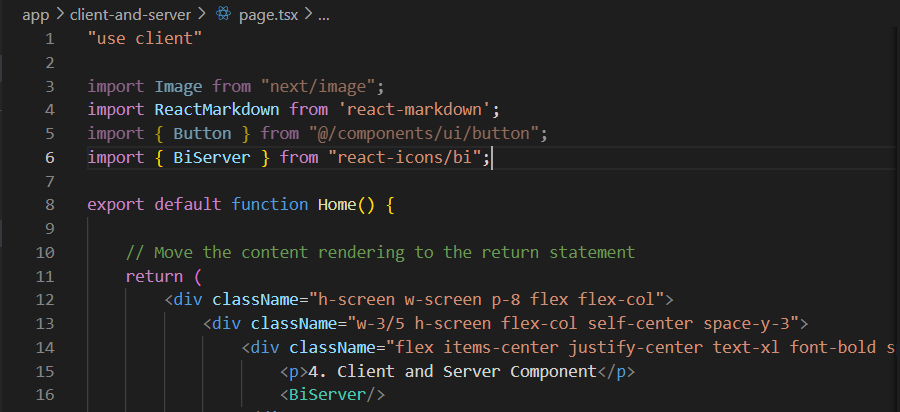 app > client-and-server > page.tsx > ...
1 "use client"
2
3 import Image from "next/image";
4 import ReactMarkdown from 'react-markdown';
5 import { Button } from "@/components/ui/button";
6 import { BiServer } from "react-icons/bi";
7
8 export default function Home() {
9
10 // Move the content rendering to the return statement
11 return (
12 <div className="h-screen w-screen p-8 flex flex-col">
13 <div className="w-3/5 h-screen flex-col self-center space-y-3">
14 <div className="flex items-center justify-center text-xl font-bold s
15 <p>4. Client and Server Component</p>
16 <BiServer/>